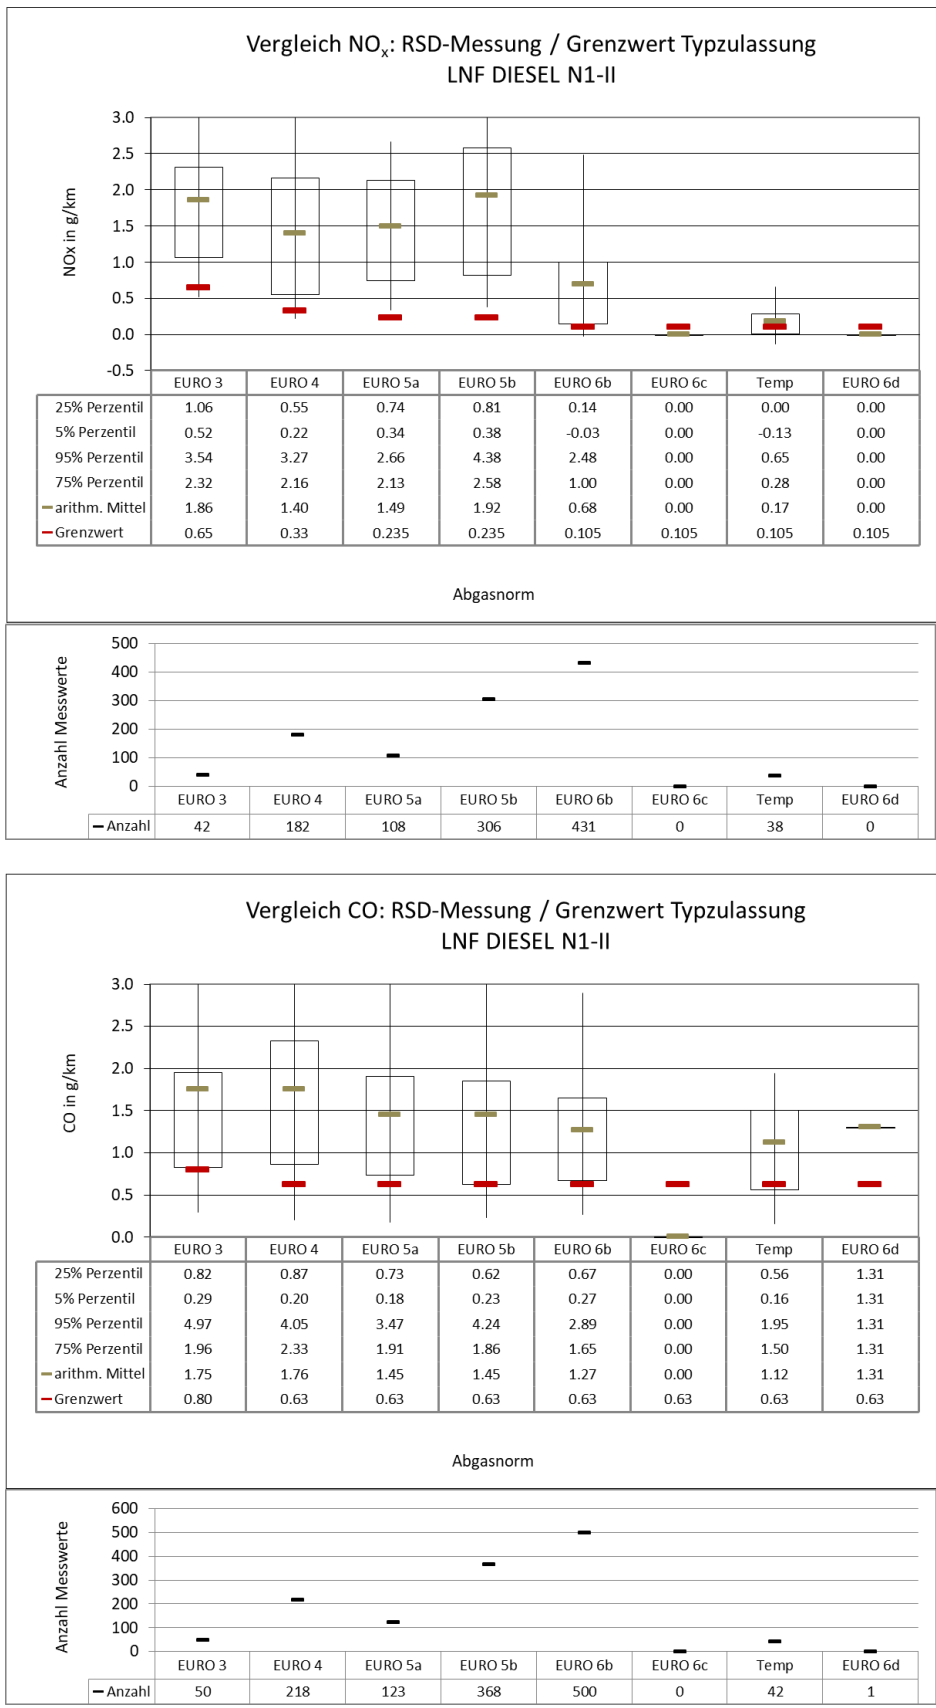 Vergleich NOx: RSD-Messung / Grenzwert Typzulassung
LNF DIESEL N1-II
NOx in g/km
3.0
2.5
2.0
1.5
1.0
0.5
0.0
-0.5
EURO 3 EURO 4 EURO 5a EURO 5b EURO 6b EURO 6c Temp EURO 6d
25% Perzentil 1.06 0.55 0.74 0.81 0.14 0.00 0.00 0.00
5% Perzentil 0.52 0.22 0.34 0.38 -0.03 0.00 -0.13 0.00
95% Perzentil 3.54 3.27 2.66 4.38 2.48 0.00 0.65 0.00
75% Perzentil 2.32 2.16 2.13 2.58 1.00 0.00 0.28 0.00
arithm. Mittel 1.86 1.40 1.49 1.92 0.68 0.00 0.17 0.00
Grenzwert 0.65 0.33 0.235 0.235 0.105 0.105 0.105 0.105
Abgasnorm
Anzahl Messwerte
500
400
300
200
100
0
EURO 3 EURO 4 EURO 5a EURO 5b EURO 6b EURO 6c Temp EURO 6d
Anzahl 42 182 108 306 431 0 38 0
Vergleich CO: RSD-Messung / Grenzwert Typzulassung
LNF DIESEL N1-II
CO in g/km
3.0
2.5
2.0
1.5
1.0
0.5
0.0
EURO 3 EURO 4 EURO 5a EURO 5b EURO 6b EURO 6c Temp EURO 6d
25% Perzentil 0.82 0.87 0.73 0.62 0.67 0.00 0.56 1.31
5% Perzentil 0.29 0.20 0.18 0.23 0.27 0.00 0.16 1.31
95% Perzentil 4.97 4.05 3.47 4.24 2.89 0.00 1.95 1.31
75% Perzentil 1.96 2.33 1.91 1.86 1.65 0.00 1.50 1.31
arithm. Mittel 1.75 1.76 1.45 1.45 1.27 0.00 1.12 1.31
Grenzwert 0.80 0.63 0.63 0.63 0.63 0.63 0.63 0.63
Abgasnorm
Anzahl Messwerte
600
500
400
300
200
100
0
EURO 3 EURO 4 EURO 5a EURO 5b EURO 6b EURO 6c Temp EURO 6d
Anzahl 50 218 123 368 500 0 42 1